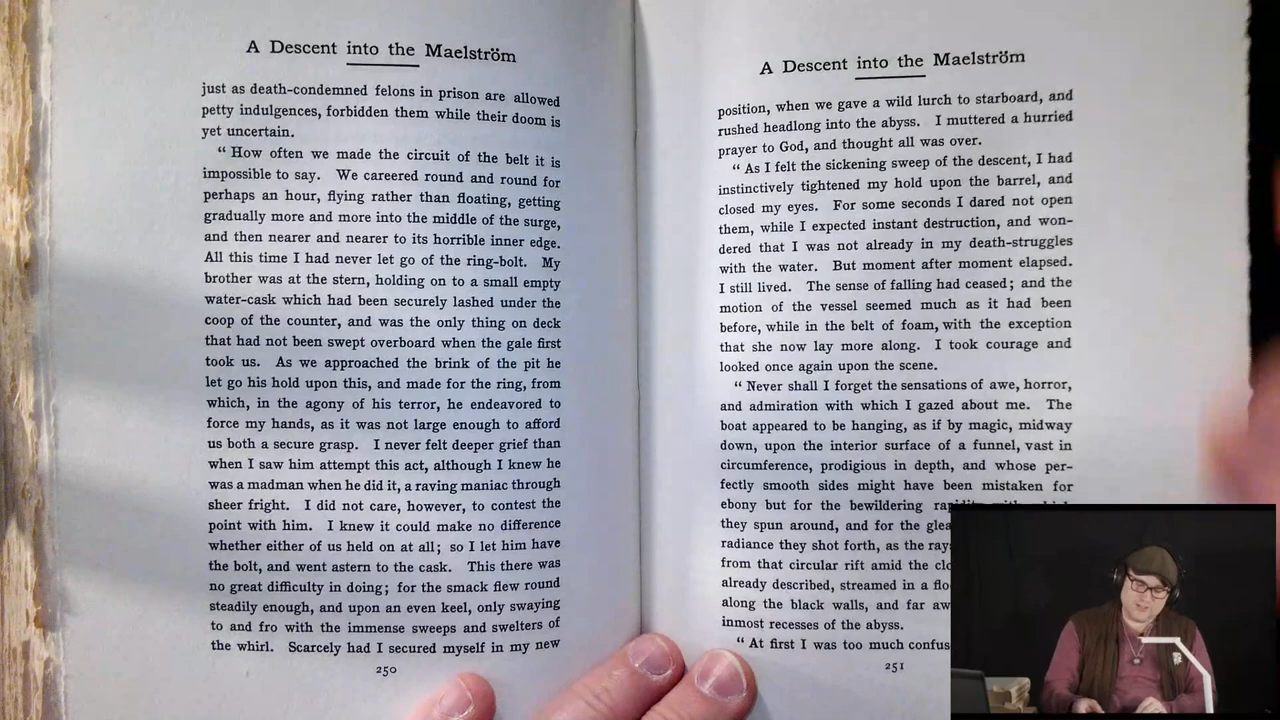 A Descent into the Maelström
just as death-condemned felons in prison are allowed
petty indulgences, forbidden them while their doom is
yet uncertain.
“ How often we made the circuit of the belt it is
impossible to say. We careered round and round for
perhaps an hour, flying rather than floating, getting
gradually more and more into the middle of the surge,
and then nearer and nearer to its horrible inner edge.
All this time I had never let go of the ring-bolt. My
brother was at the stern, holding on to a small empty
water-cask which had been securely lashed under the
coop of the counter, and was the only thing on deck
that had not been swept overboard when the gale first
took us. As we approached the brink of the pit he
let go his hold upon this, and made for the ring, from
which, in the agony of his terror, he endeavored to
force my hands, as it was not large enough to afford
us both a secure grasp. I never felt deeper grief than
when I saw him attempt this act, although I knew he
was a madman when he did it, a raving maniac through
sheer fright. I did not care, however, to contest the
point with him. I knew it could make no difference
whether either of us held on at all; so I let him have
the bolt, and went astern to the cask. This there was
no great difficulty in doing; for the smack flew round
steadily enough, and upon an even keel, only swaying
to and fro with the immense sweeps and swelters of
the whirl. Scarcely had I secured myself in my new
250
A Descent into the Maelström
position, when we gave a wild lurch to starboard, and
rushed headlong into the abyss. I muttered a hurried
prayer to God, and thought all was over.
“ As I felt the sickening sweep of the descent, I had
instinctively tightened my hold upon the barrel, and
closed my eyes. For some seconds I dared not open
them, while I expected instant destruction, and won-
dered that I was not already in my death-struggles
with the water. But moment after moment elapsed.
I still lived. The sense of falling had ceased; and the
motion of the vessel seemed much as it had been
before, while in the belt of foam, with the exception
that she now lay more along. I took courage and
looked once again upon the scene.
“ Never shall I forget the sensations of awe, horror,
and admiration with which I gazed about me. The
boat appeared to be hanging, as if by magic, midway
down, upon the interior surface of a funnel, vast in
circumference, prodigious in depth, and whose per-
fectly smooth sides might have been mistaken for
ebony but for the bewildering
they spun around, and for the
radiance they shot forth, as the
from that circular rift amid the
already described, streamed in a
along the black walls, and far
inmost recesses of the abyss.
“ At first I was too much
251